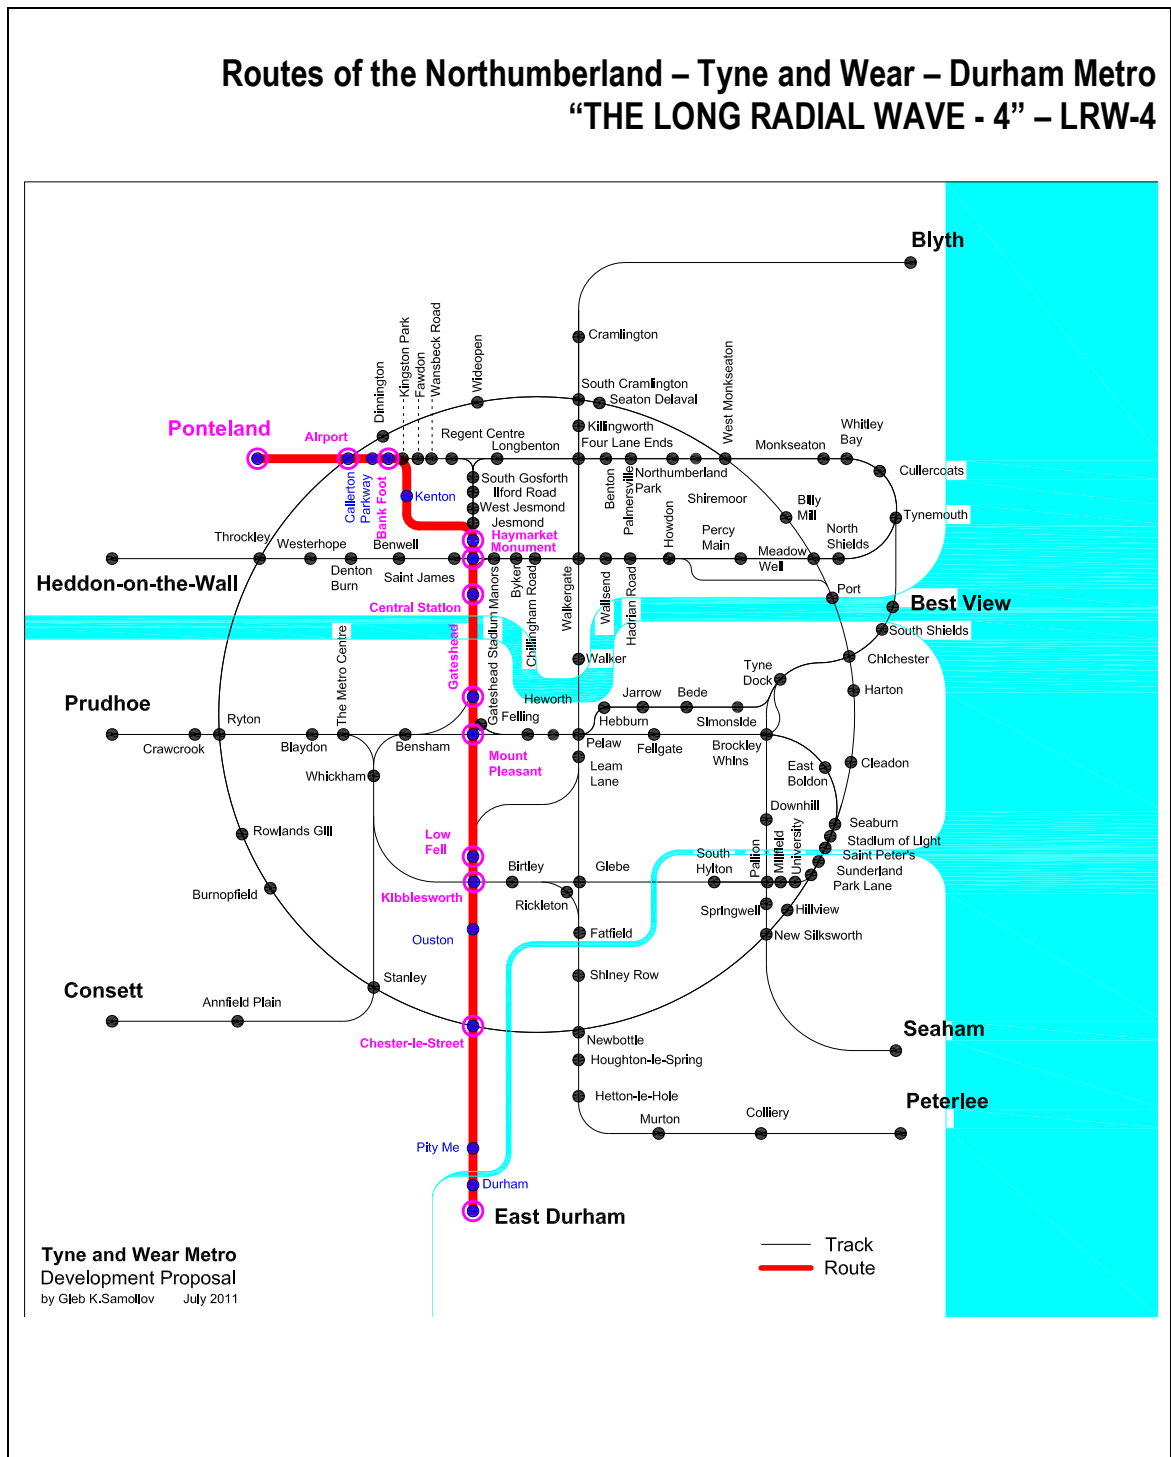 Routes of the Northumberland – Tyne and Wear – Durham Metro
“THE LONG RADIAL WAVE - 4” – LRW-4
Blyth
Cramlington
Dinnington
Kingston Park
Fawdon
Wansbeck Road
Wideopen
South Cramlington
Seaton Delaval
West Monkseaton
Ponteland
Airport
Regent Centre
Longbenton
Killingworth
Four Lane Ends
Monkseaton
Whitley
Bay
Cullercoats
Callerton
Parkway
Bank Foot
Kenton
South Gosforth
Ilford Road
West Jesmond
Jesmond
Benton
Palmersville
Northumberland
Park
Shiremoor
Billy
Mill
Tynemouth
Haymarket
Monument
Howdon
Percy
Main
Meadow
Well
North
Shields
Throckley
Westerhope
Denton
Burn
Benwell
Saint James
Manors
Byker
Chillingham Road
Walkergate
Wallsend
Hadrian Road
Heddon-on-the-Wall
Port
Central Station
Best View
South Shields
Gateshead
Gateshead Stadium
Walker
Chichester
Tyne
Dock
Harton
Prudhoe
Ryton
The Metro Centre
Heworth
Felling
Jarrow
Bede
Hebburn
Simonside
Crawcrook
Blaydon
Bensham
Mount
Pleasant
Pelaw
Fellgate
Brockley
Whins
Whickham
Leam
Lane
East
Boldon
Cleadon
Downhill
Rowlands Gill
Low
Fell
Seaburn
Stadium of Light
Saint Peter's
Sunderland
Park Lane
Burnopfield
Kibblesworth
Birtley
Rickleton
Glebe
South
Hylton
Pallion
Millfield
University
Springwell
Hillview
Ouston
Fatfield
New Silksworth
Consett
Annfield Plain
Stanley
Shiney Row
Chester-le-Street
Newbottle
Houghton-le-Spring
Seaham
Hetton-le-Hole
Murton
Colliery
Peterlee
Pity Me
Durham
East Durham
Tyne and Wear Metro
Development Proposal
by Gleb K.Samoilov July 2011
Track
Route